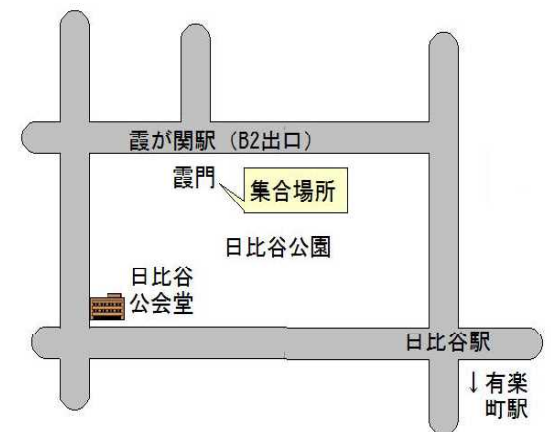 霞が関駅（B2出口）
霞門
集合場所
日比谷公園
日比谷
公会堂
日比谷駅
↓有楽
町駅